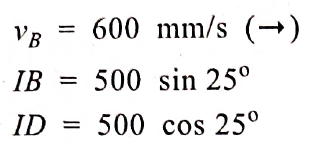 v_B = 600 mm/s (→)
IB = 500 sin 25°
ID = 500 cos 25°